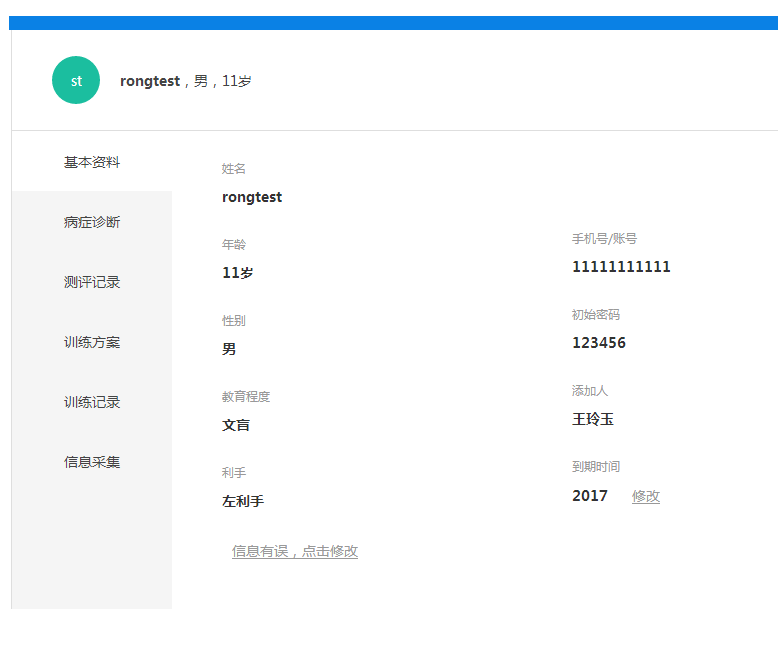 st
rongtest，男，11岁
基本资料
病症诊断
测评记录
训练方案
训练记录
信息采集
姓名
rongtest
年龄
11岁
性别
男
教育程度
文盲
利手
左利手
信息有误，点击修改
手机号/账号
11111111111
初始密码
123456
添加人
王玲玉
到期时间
2017 修改